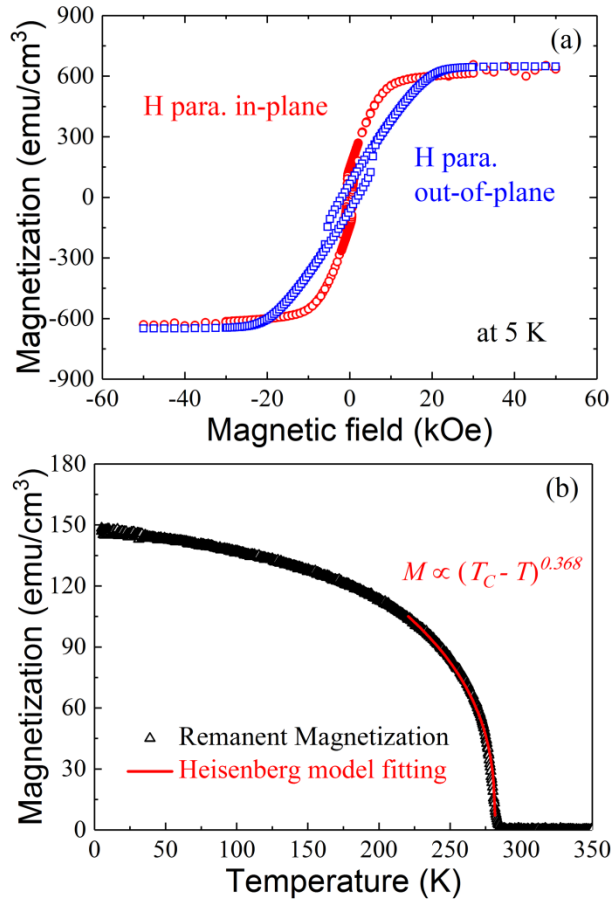 900
(a)
600
H para. in-plane
300
H para.
0
out-of-plane
-300
-600
at 5 K
-900
-60 -40 -20 0 20 40 60
Magnetization (emu/cm³)
Magnetic field (kOe)
180
(b)
150
M ∝ (T_C - T)^0.368
120
90
60
Remanent Magnetization
30
Heisenberg model fitting
0
0 50 100 150 200 250 300 350
Magnetization (emu/cm³)
Temperature (K)